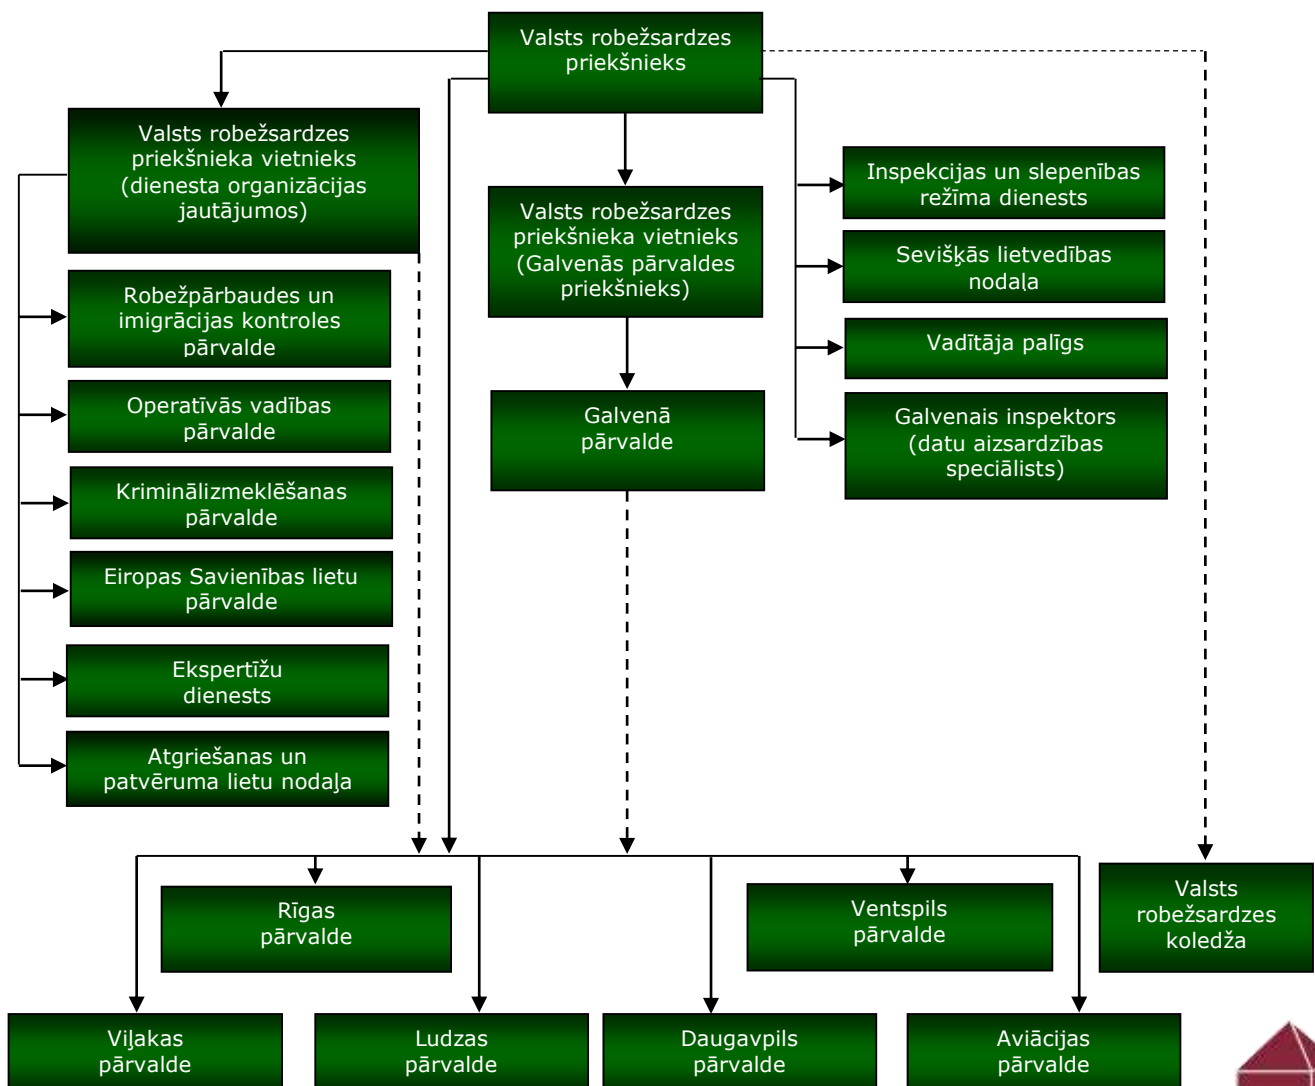 Valsts robežsardzes
priekšnieks
Valsts robežsardzes
priekšnieka vietnieks
(dienesta organizācijas
jautājumos)
Robežpārbaudes un
imigrācijas kontroles
pārvalde
Operatīvās vadības
pārvalde
Kriminālizmeklēšanas
pārvalde
Eiropas Savienības lietu
pārvalde
Ekspertīžu
dienests
Atgriešanas un
patvēruma lietu nodaļa
Valsts robežsardzes
priekšnieka vietnieks
(Galvenās pārvaldes
priekšnieks)
Galvenā
pārvalde
Inspekcijas un slepenības
režīma dienests
Sevišķās lietvedības
nodaļa
Vadītāja palīgs
Galvenais inspektors
(datu aizsardzības
speciālists)
Rīgas
pārvalde
Ventspils
pārvalde
Valsts
robežsardzes
koledža
Viļakas
pārvalde
Ludzas
pārvalde
Daugavpils
pārvalde
Aviācijas
pārvalde